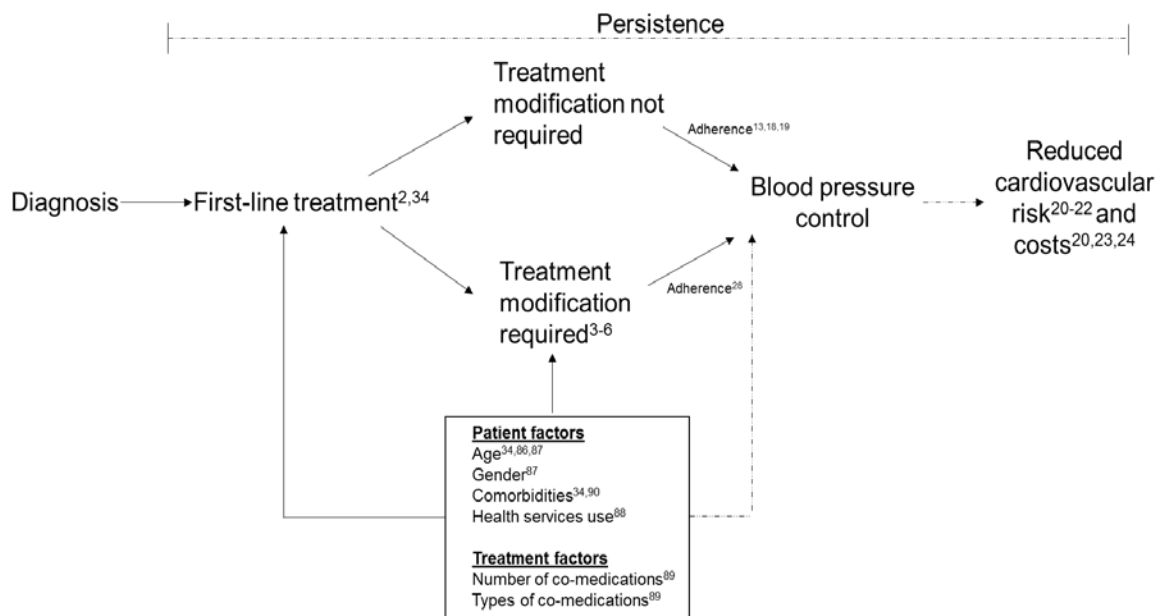 Persistence
Treatment
modification not
required
Adherence13,18,19
Diagnosis
First-line treatment2,34
Blood pressure
control
Reduced
cardiovascular
risk20-22 and
costs20,23,24
Treatment
modification
required3-6
Adherence28
Patient factors
Age34,86,87
Gender87
Comorbidities34,90
Health services use88
Treatment factors
Number of co-medications89
Types of co-medications89